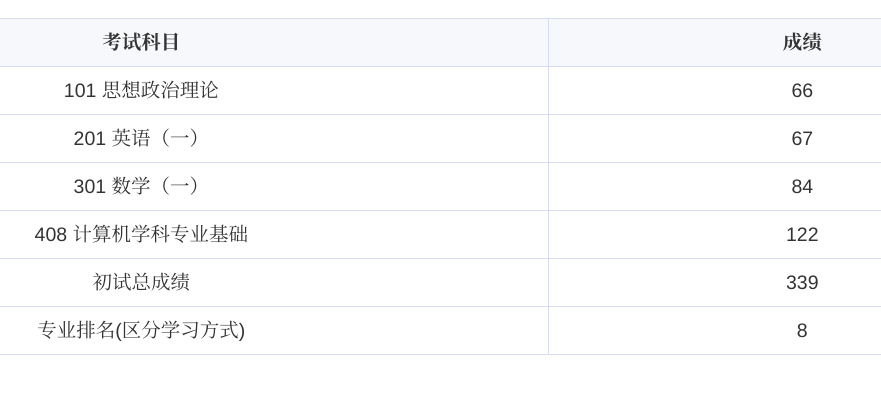 考试科目 成绩
101 思想政治理论 66
201 英语（一） 67
301 数学（一） 84
408 计算机学科专业基础 122
初试总成绩 339
专业排名(区分学习方式) 8